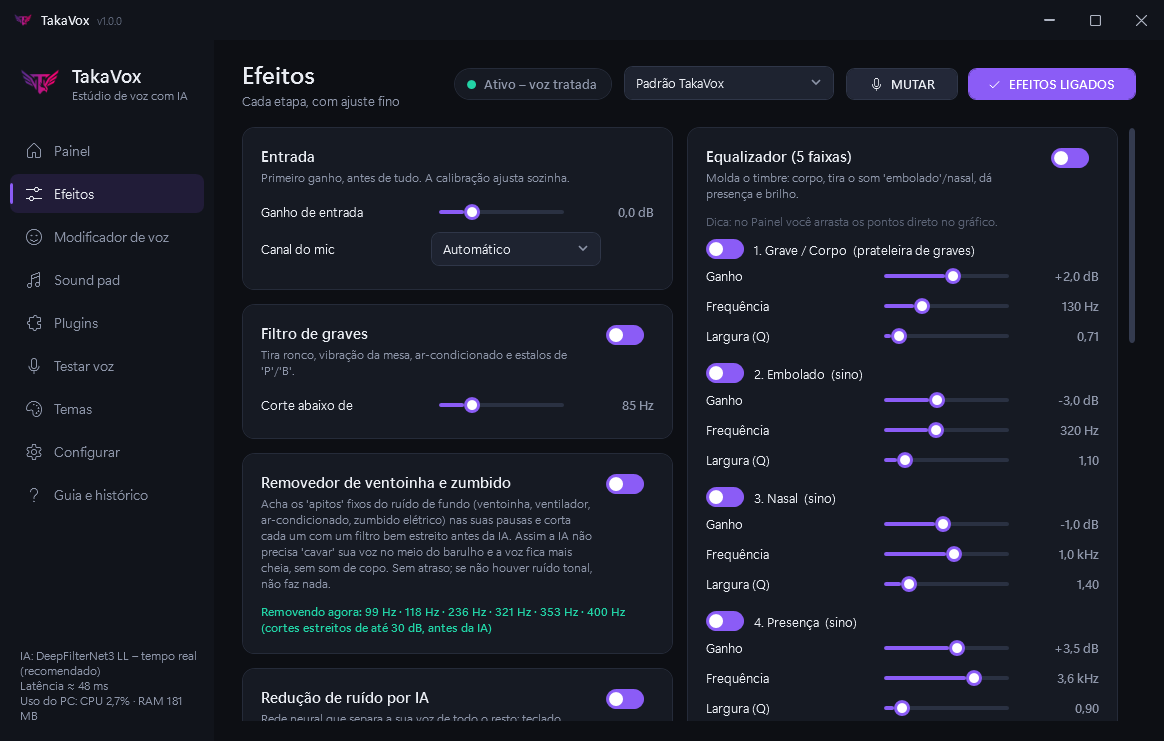 TakaVox v1.0.0
TakaVox
Estúdio de voz com IA
Painel
Efeitos
Modificador de voz
Sound pad
Plugins
Testar voz
Temas
Configurar
Guia e histórico
IA: DeepFilterNet3 LL – tempo real
(recomendado)
Latência ≈ 48 ms
Uso do PC: CPU 2,7% · RAM 181
MB
Efeitos
Cada etapa, com ajuste fino
Ativo – voz tratada
Padrão TakaVox
MUTAR
EFEITOS LIGADOS
Entrada
Primeiro ganho, antes de tudo. A calibração ajusta sozinha.
Ganho de entrada 0,0 dB
Canal do mic Automático
Filtro de graves
Tira ronco, vibração da mesa, ar-condicionado e estalos de
'P'/'B'.
Corte abaixo de 85 Hz
Removedor de ventoinha e zumbido
Acha os 'apitos' fixos do ruído de fundo (ventoinha, ventilador,
ar-condicionado, zumbido elétrico) nas suas pausas e corta
cada um com um filtro bem estreito antes da IA. Assim a IA não
precisa 'cavar' sua voz no meio do barulho e a voz fica mais
cheia, sem som de copo. Sem atraso; se não houver ruído tonal,
não faz nada.
Removendo agora: 99 Hz · 118 Hz · 236 Hz · 321 Hz · 353 Hz · 400 Hz
(cortes estreitos de até 30 dB, antes da IA)
Redução de ruído por IA
Rede neural que separa a sua voz de todo o resto: teclado,
Equalizador (5 faixas)
Molda o timbre: corpo, tira o som 'embolado'/nasal, dá
presença e brilho.
Dica: no Painel você arrasta os pontos direto no gráfico.
1. Grave / Corpo (prateleira de graves)
Ganho +2,0 dB
Frequência 130 Hz
Largura (Q) 0,71
2. Embolado (sino)
Ganho -3,0 dB
Frequência 320 Hz
Largura (Q) 1,10
3. Nasal (sino)
Ganho -1,0 dB
Frequência 1,0 kHz
Largura (Q) 1,40
4. Presença (sino)
Ganho +3,5 dB
Frequência 3,6 kHz
Largura (Q) 0,90